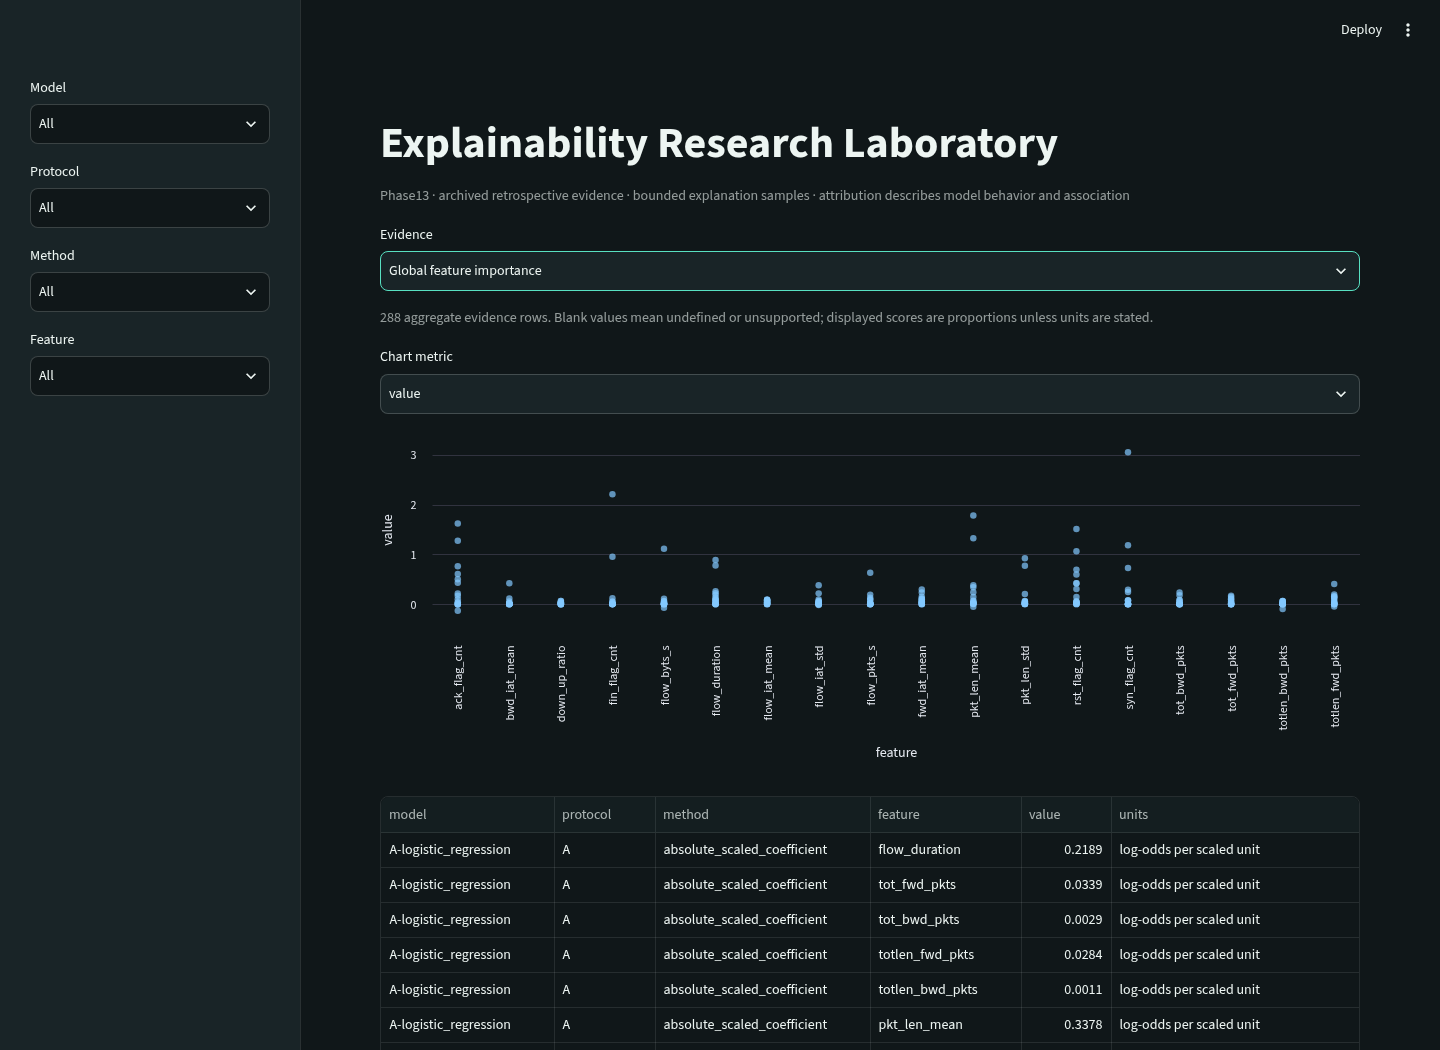 Deploy
Model
All
Protocol
All
Method
All
Feature
All
Explainability Research Laboratory
Phase13 · archived retrospective evidence · bounded explanation samples · attribution describes model behavior and association
Evidence
Global feature importance
288 aggregate evidence rows. Blank values mean undefined or unsupported; displayed scores are proportions unless units are stated.
Chart metric
value
3
2
1
0
value
ack_flag_cnt
bwd_iat_mean
down_up_ratio
fin_flag_cnt
flow_byts_s
flow_duration
flow_iat_mean
flow_iat_std
flow_pkts_s
fwd_iat_mean
pkt_len_mean
pkt_len_std
rst_flag_cnt
syn_flag_cnt
tot_bwd_pkts
tot_fwd_pkts
totlen_bwd_pkts
totlen_fwd_pkts
feature
model protocol method feature value units
A-logistic_regression A absolute_scaled_coefficient flow_duration 0.2189 log-odds per scaled unit
A-logistic_regression A absolute_scaled_coefficient tot_fwd_pkts 0.0339 log-odds per scaled unit
A-logistic_regression A absolute_scaled_coefficient tot_bwd_pkts 0.0029 log-odds per scaled unit
A-logistic_regression A absolute_scaled_coefficient totlen_fwd_pkts 0.0284 log-odds per scaled unit
A-logistic_regression A absolute_scaled_coefficient totlen_bwd_pkts 0.0011 log-odds per scaled unit
A-logistic_regression A absolute_scaled_coefficient pkt_len_mean 0.3378 log-odds per scaled unit